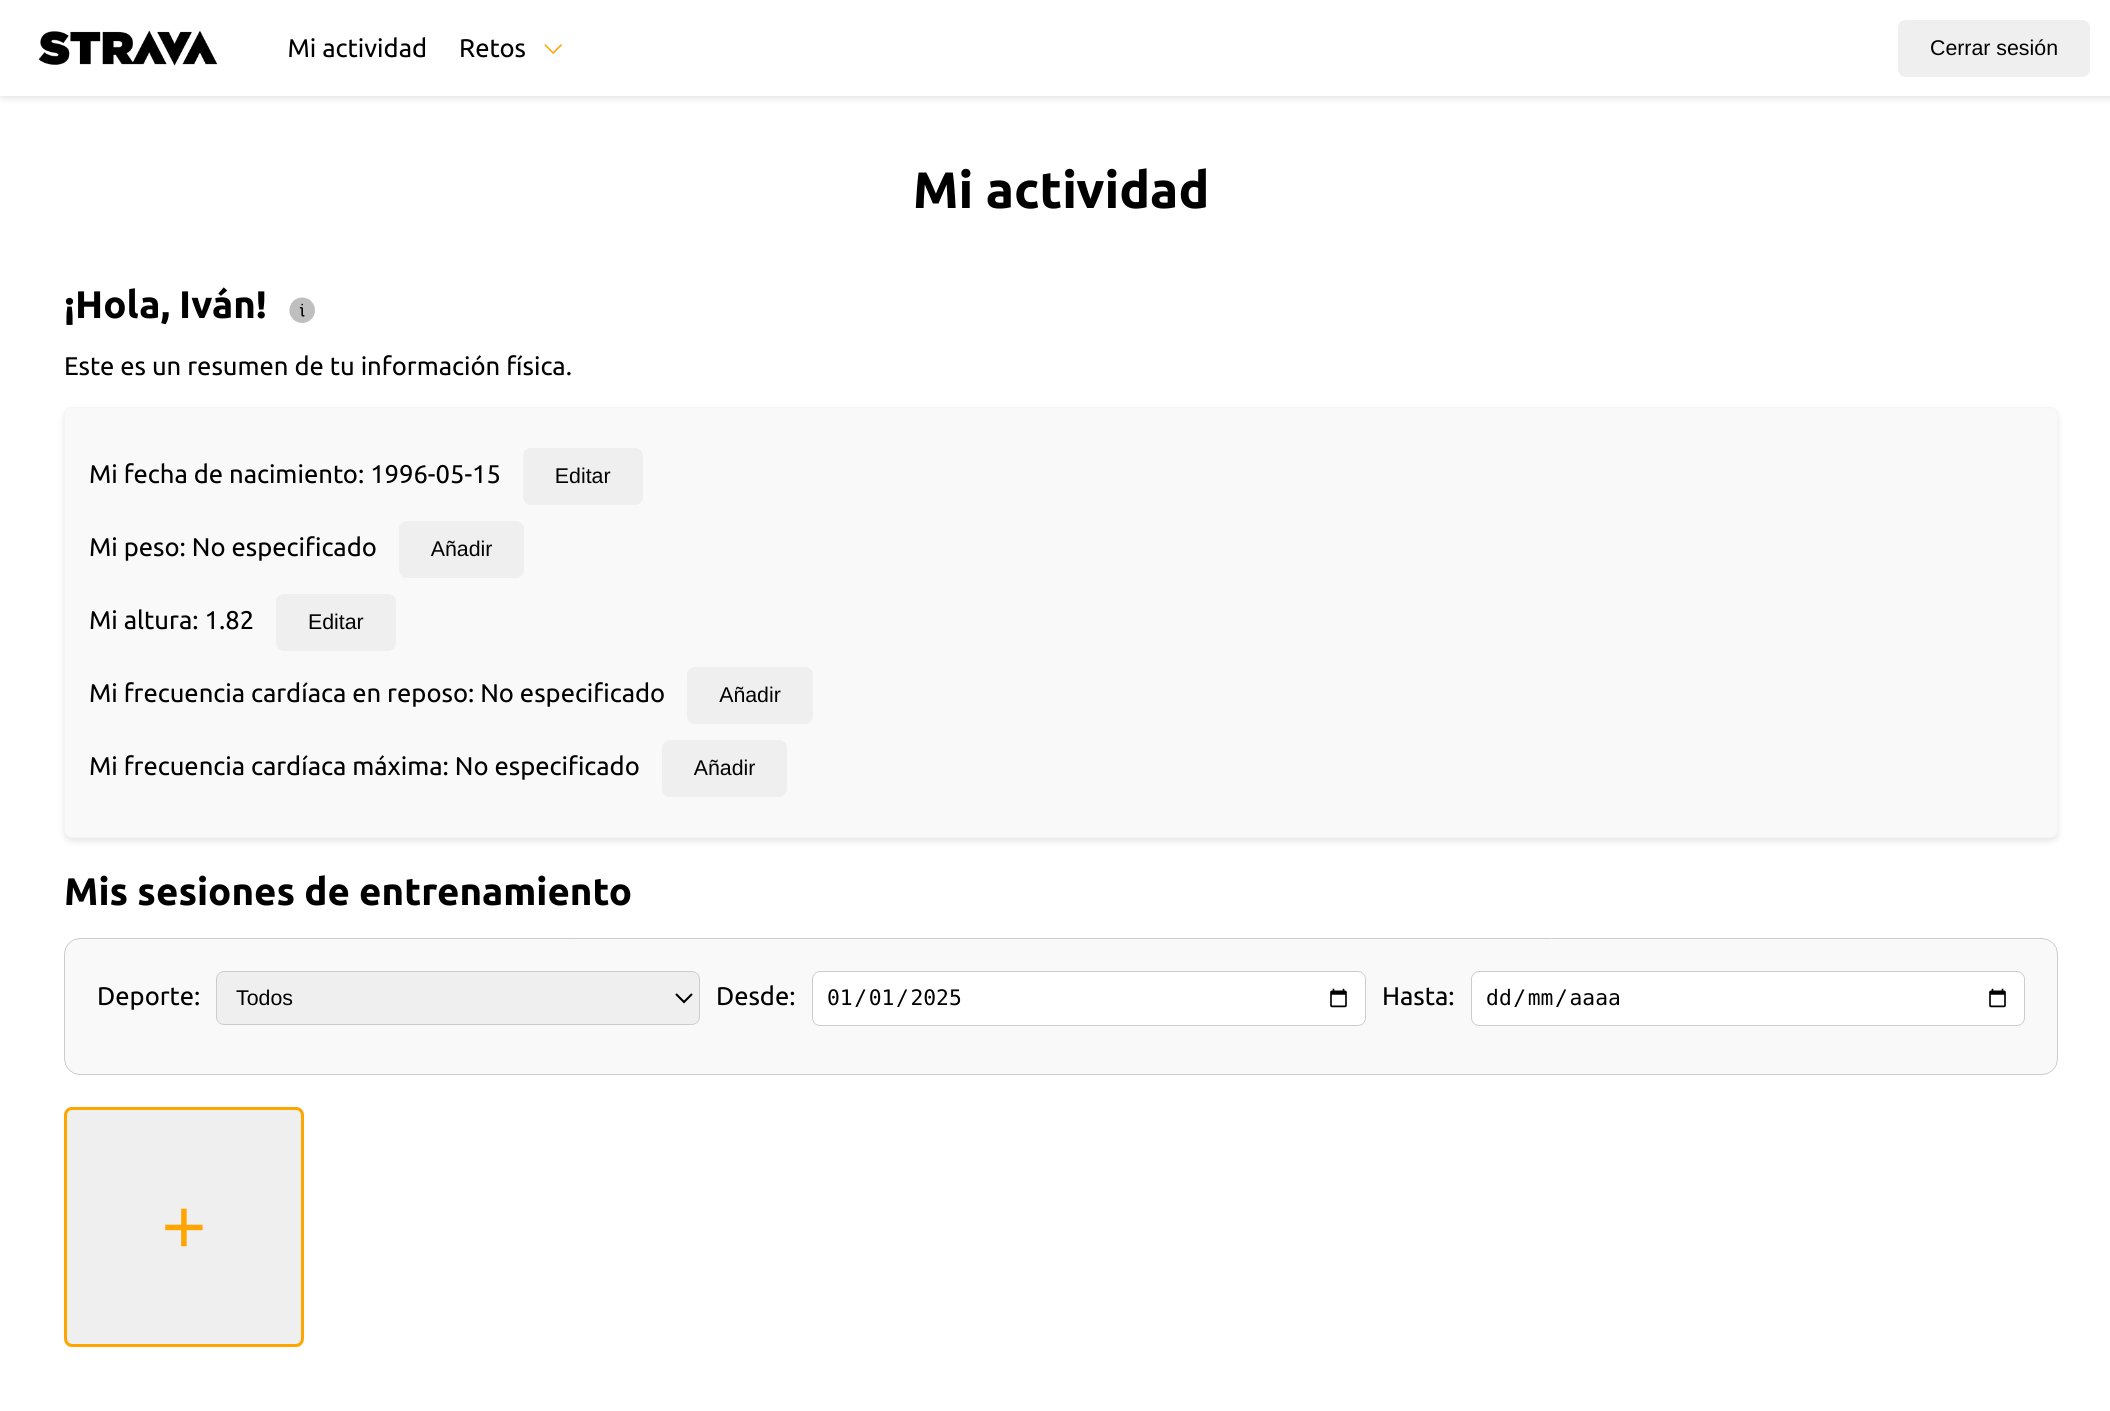 STRAVA Mi actividad Retos Cerrar sesión
Mi actividad
¡Hola, Iván! i
Este es un resumen de tu información física.
Mi fecha de nacimiento: 1996-05-15 Editar
Mi peso: No especificado Añadir
Mi altura: 1.82 Editar
Mi frecuencia cardíaca en reposo: No especificado Añadir
Mi frecuencia cardíaca máxima: No especificado Añadir
Mis sesiones de entrenamiento
Deporte: Todos Desde: 01/01/2025 Hasta: dd/mm/aaaa
+